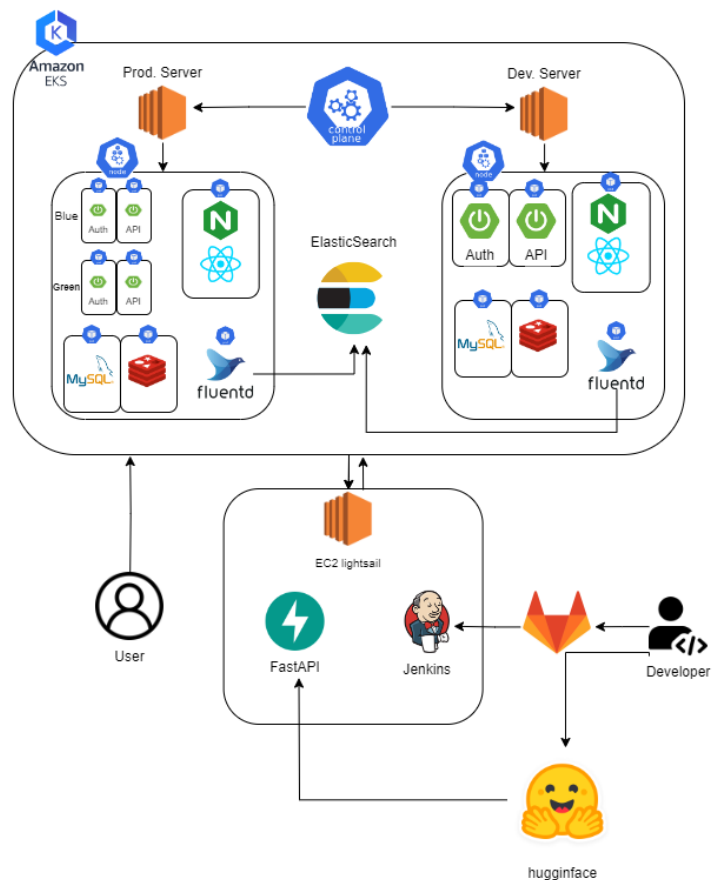 Amazon
EKS
Prod. Server
control
plane
Dev. Server
node
node
Blue
Auth
API
Green
Auth
API
MySQL
fluentd
ElasticSearch
Auth
API
MySQL
fluentd
EC2 lightsail
User
FastAPI
Jenkins
Developer
hugginface